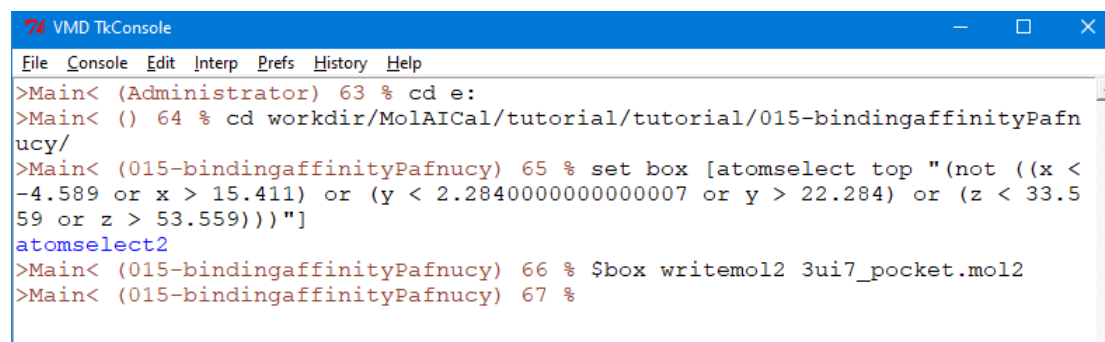 VMD TkConsole
File Console Edit Interp Prefs History Help
>Main< (Administrator) 63 % cd e:
>Main< () 64 % cd workdir/MolAICal/tutorial/tutorial/015-bindingaffinityPafn
ucy/
>Main< (015-bindingaffinityPafnucy) 65 % set box [atomselect top "(not ((x <
-4.589 or x > 15.411) or (y < 2.2840000000000007 or y > 22.284) or (z < 33.5
59 or z > 53.559)))"]
atomselect2
>Main< (015-bindingaffinityPafnucy) 66 % $box writemol2 3ui7_pocket.mol2
>Main< (015-bindingaffinityPafnucy) 67 %